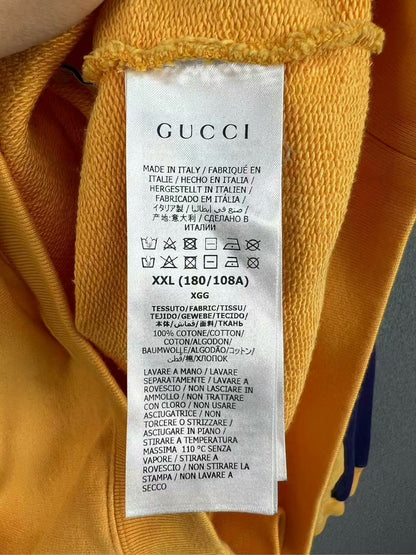 GUCCI
MADE IN ITALY / FABRIQUÉ EN
ITALIE / HECHO EN ITALIA /
HERGESTELLT IN ITALIEN /
FABRICADO EM ITÁLIA /
イタリア製 / صنع في إيطاليا /
产地:意大利 / СДЕЛАНО В
ИТАЛИИ
XXL (180/108A)
XGG
TESSUTO/FABRIC/TISSU/
TEJIDO/GEWEBE/TECIDO/
本体/قماش/面料/ТКАНЬ
100% COTONE/COTTON/
COTON/ALGODON/
BAUMWOLLE/ALGODÃO/コットン/
قطن/棉/ХЛОПОК
LAVARE A MANO / LAVARE
SEPARATAMENTE / LAVARE A
ROVESCIO / NON LASCIARE IN
AMMOLLO / NON TRATTARE
CON CLORO / NON USARE
ASCIUGATRICE / NON
TORCERE O STRIZZARE /
ASCIUGARE IN PIANO /
STIRARE A TEMPERATURA
MASSIMA 110 °C SENZA
VAPORE / STIRARE A
ROVESCIO / NON STIRARE LA
STAMPA / NON LAVARE A
SECCO